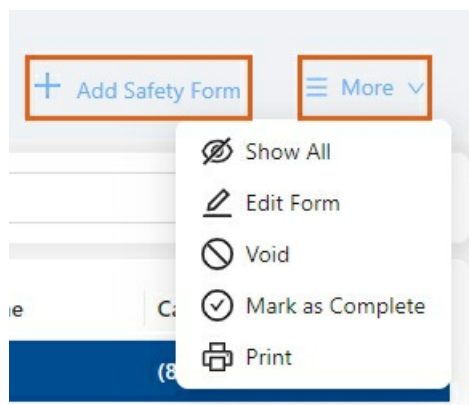 Add Safety Form
More
Show All
Edit Form
Void
Mark as Complete
Print